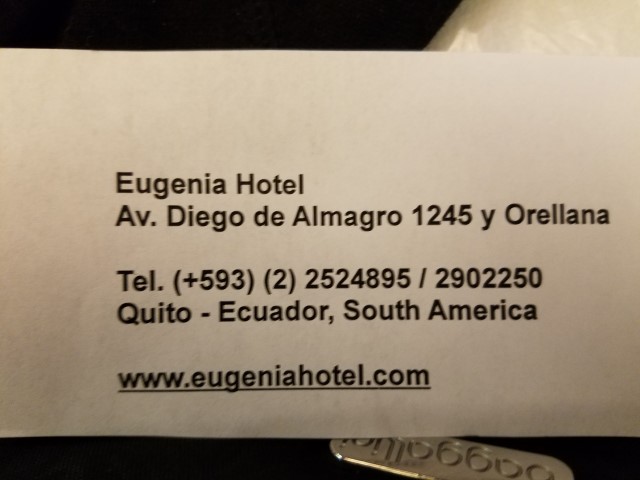 Eugenia Hotel
Av. Diego de Almagro 1245 y Orellana
Tel. (+593) (2) 2524895 / 2902250
Quito - Ecuador, South America
www.eugeniahotel.com
baggallini